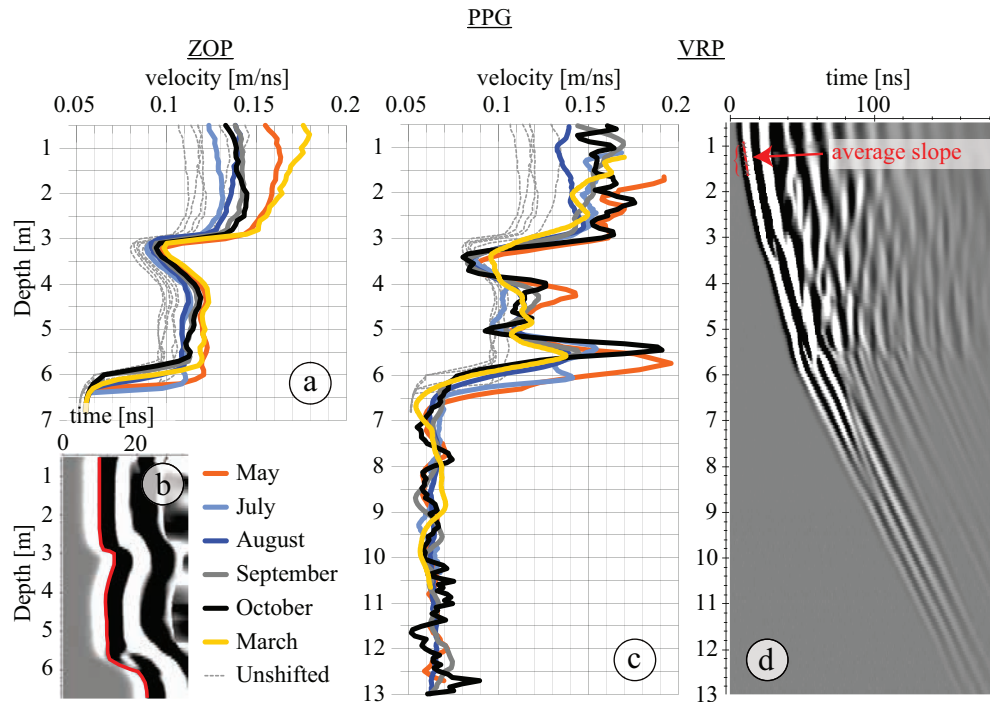 PPG
ZOP
VRP
velocity [m/ns]
velocity [m/ns]
time [ns]
0.05 0.1 0.15 0.2
0.05 0.1 0.15 0.2
0 100
Depth [m]
1
2
3
4
5
6
7
a
1
2
3
4
5
6
7
8
9
10
11
12
13
c
average slope
1
2
3
4
5
6
7
8
9
10
11
12
13
d
time [ns]
0 20
Depth [m]
1
2
3
4
5
6
b
May
July
August
September
October
March
Unshifted